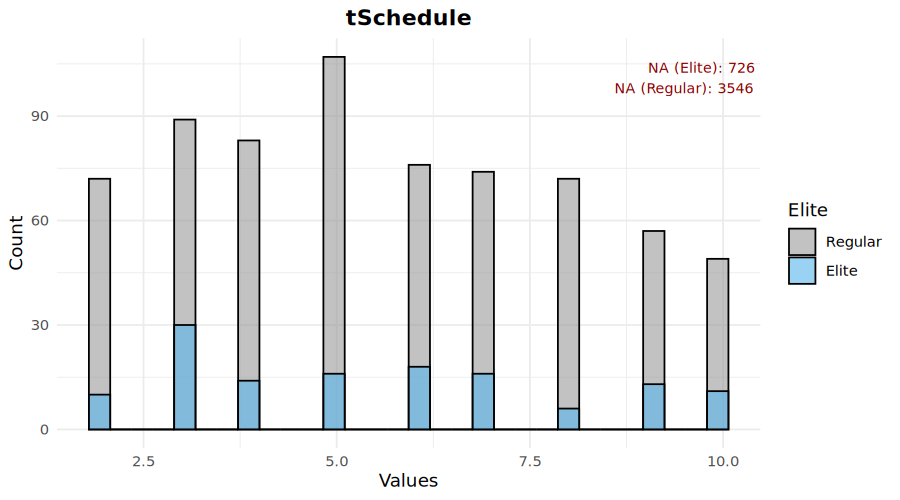 tSchedule
NA (Elite): 726
NA (Regular): 3546
90
60
30
0
Count
2.5 5.0 7.5 10.0
Values
Elite
Regular
Elite